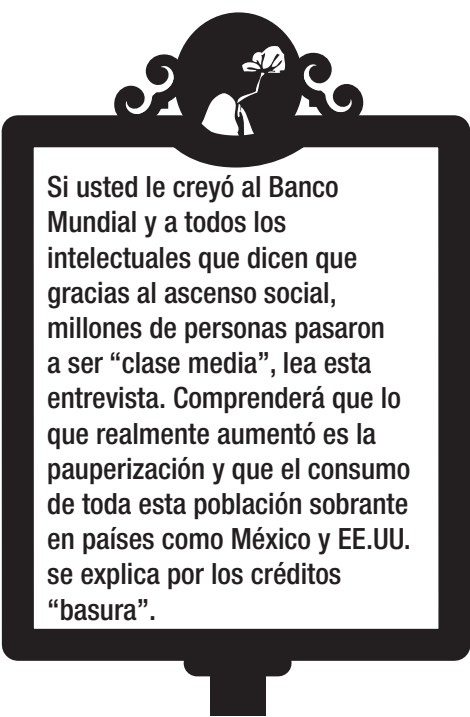 Si usted le creyó al Banco
Mundial y a todos los
intelectuales que dicen que
gracias al ascenso social,
millones de personas pasaron
a ser “clase media”, lea esta
entrevista. Comprenderá que lo
que realmente aumentó es la
pauperización y que el consumo
de toda esta población sobrante
en países como México y EE.UU.
se explica por los créditos
“basura”.